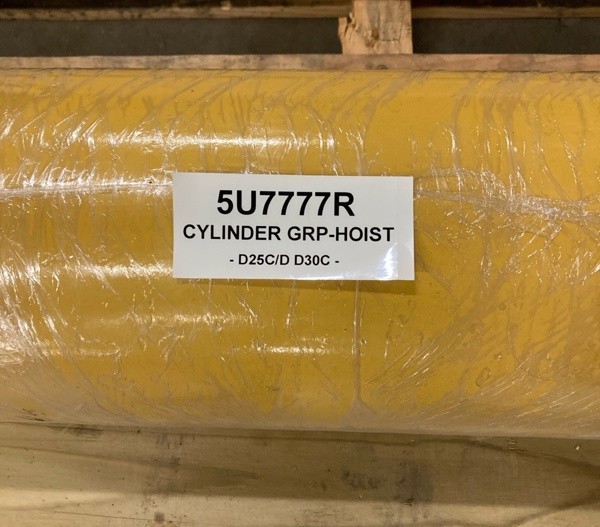 5U7777R
CYLINDER GRP-HOIST
- D25C/D D30C -